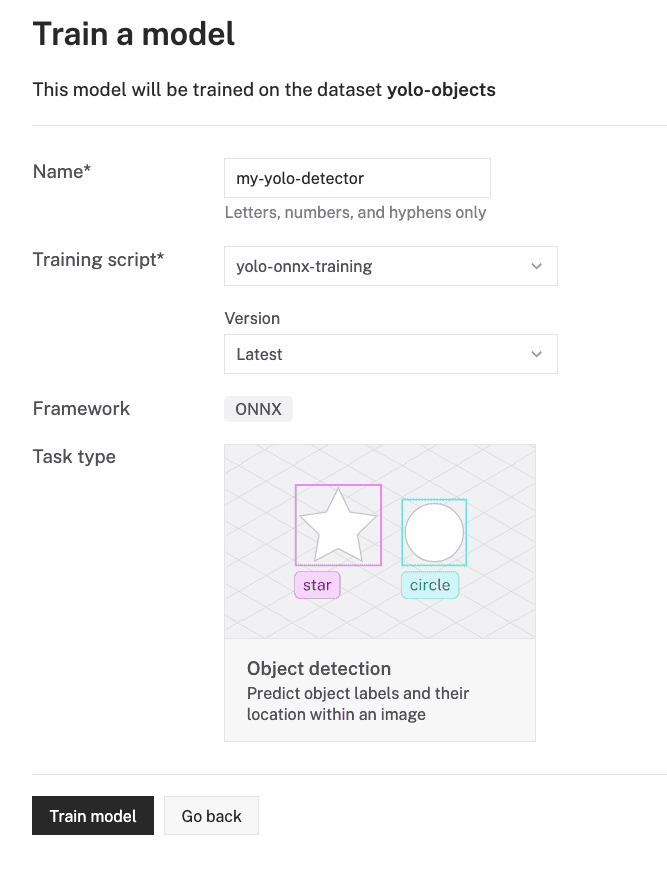 Train a model
This model will be trained on the dataset yolo-objects
Name*
my-yolo-detector
Letters, numbers, and hyphens only
Training script*
yolo-onnx-training
Version
Latest
Framework
ONNX
Task type
star
circle
Object detection
Predict object labels and their
location within an image
Train model
Go back